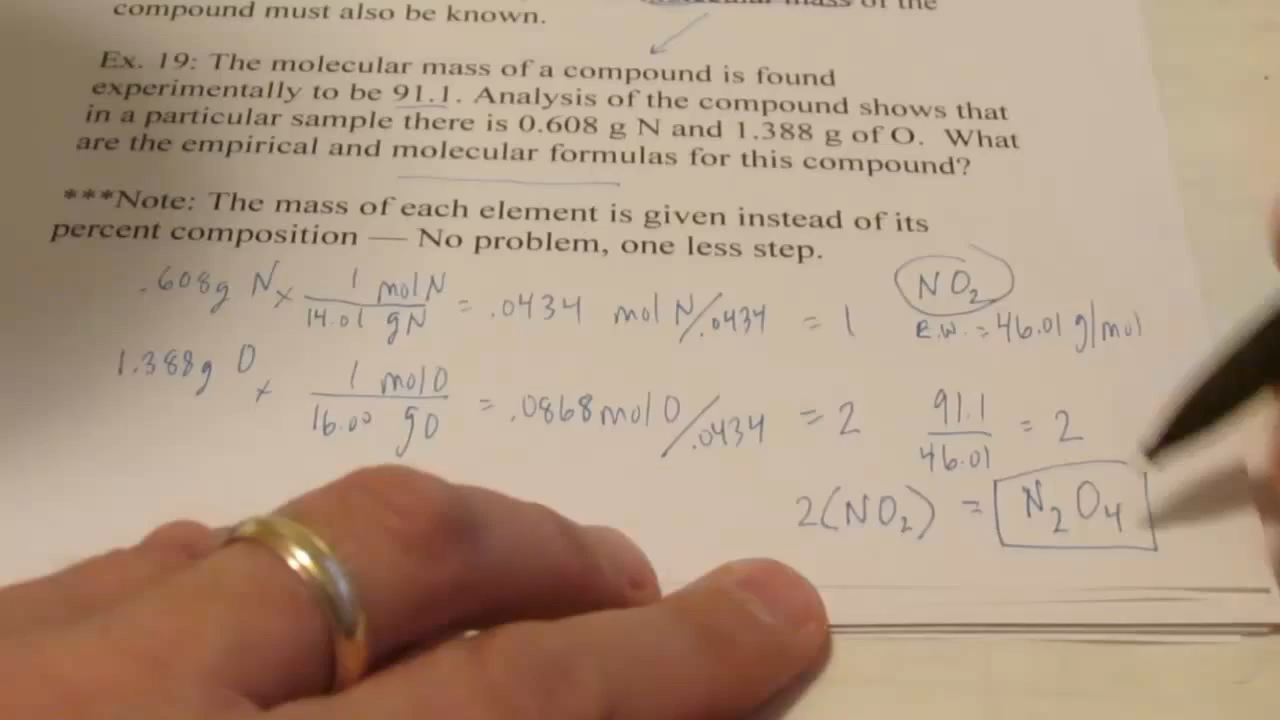 mass of the
compound must also be known.
Ex. 19: The molecular mass of a compound is found
experimentally to be 91.1. Analysis of the compound shows that
in a particular sample there is 0.608 g N and 1.388 g of O. What
are the empirical and molecular formulas for this compound?
***Note: The mass of each element is given instead of its
percent composition — No problem, one less step.
.608g N x 1 mol N / 14.01 g N = .0434 mol N / .0434 = 1
NO₂
E.W. = 46.01 g/mol
1.388g O x 1 mol O / 16.00 g O = .0868 mol O / .0434 = 2
91.1 / 46.01 = 2
2(NO₂) = N₂O₄